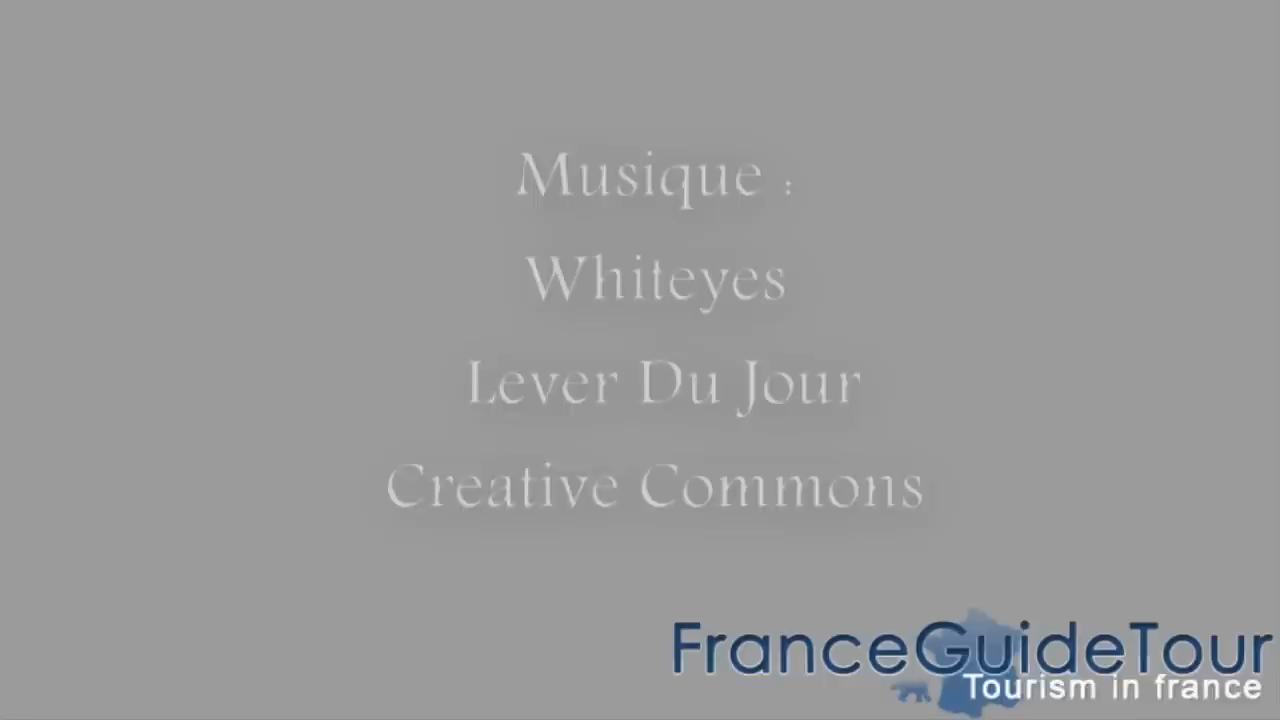 Musique :
Whiteyes
Lever Du Jour
Creative Commons
FranceGuideTour
Tourism in france